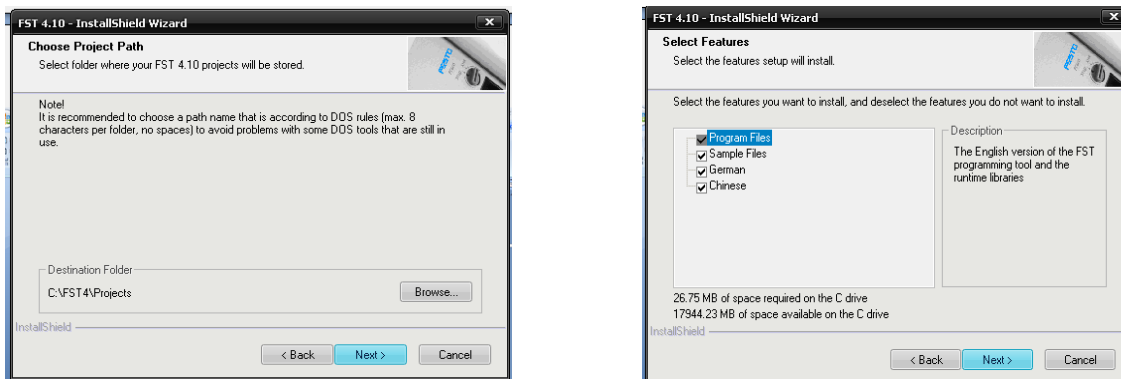 FST 4.10 - InstallShield Wizard
Choose Project Path
Select folder where your FST 4.10 projects will be stored.
FESTO
Note!
It is recommended to choose a path name that is according to DOS rules (max. 8
characters per folder, no spaces) to avoid problems with some DOS tools that are still in
use.
Destination Folder
C:\FST4\Projects
Browse...
InstallShield
< Back
Next >
Cancel
FST 4.10 - InstallShield Wizard
Select Features
Select the features setup will install.
FESTO
Select the features you want to install, and deselect the features you do not want to install.
Program Files
Sample Files
German
Chinese
Description
The English version of the FST
programming tool and the
runtime libraries
26.75 MB of space required on the C drive
17944.23 MB of space available on the C drive
InstallShield
< Back
Next >
Cancel